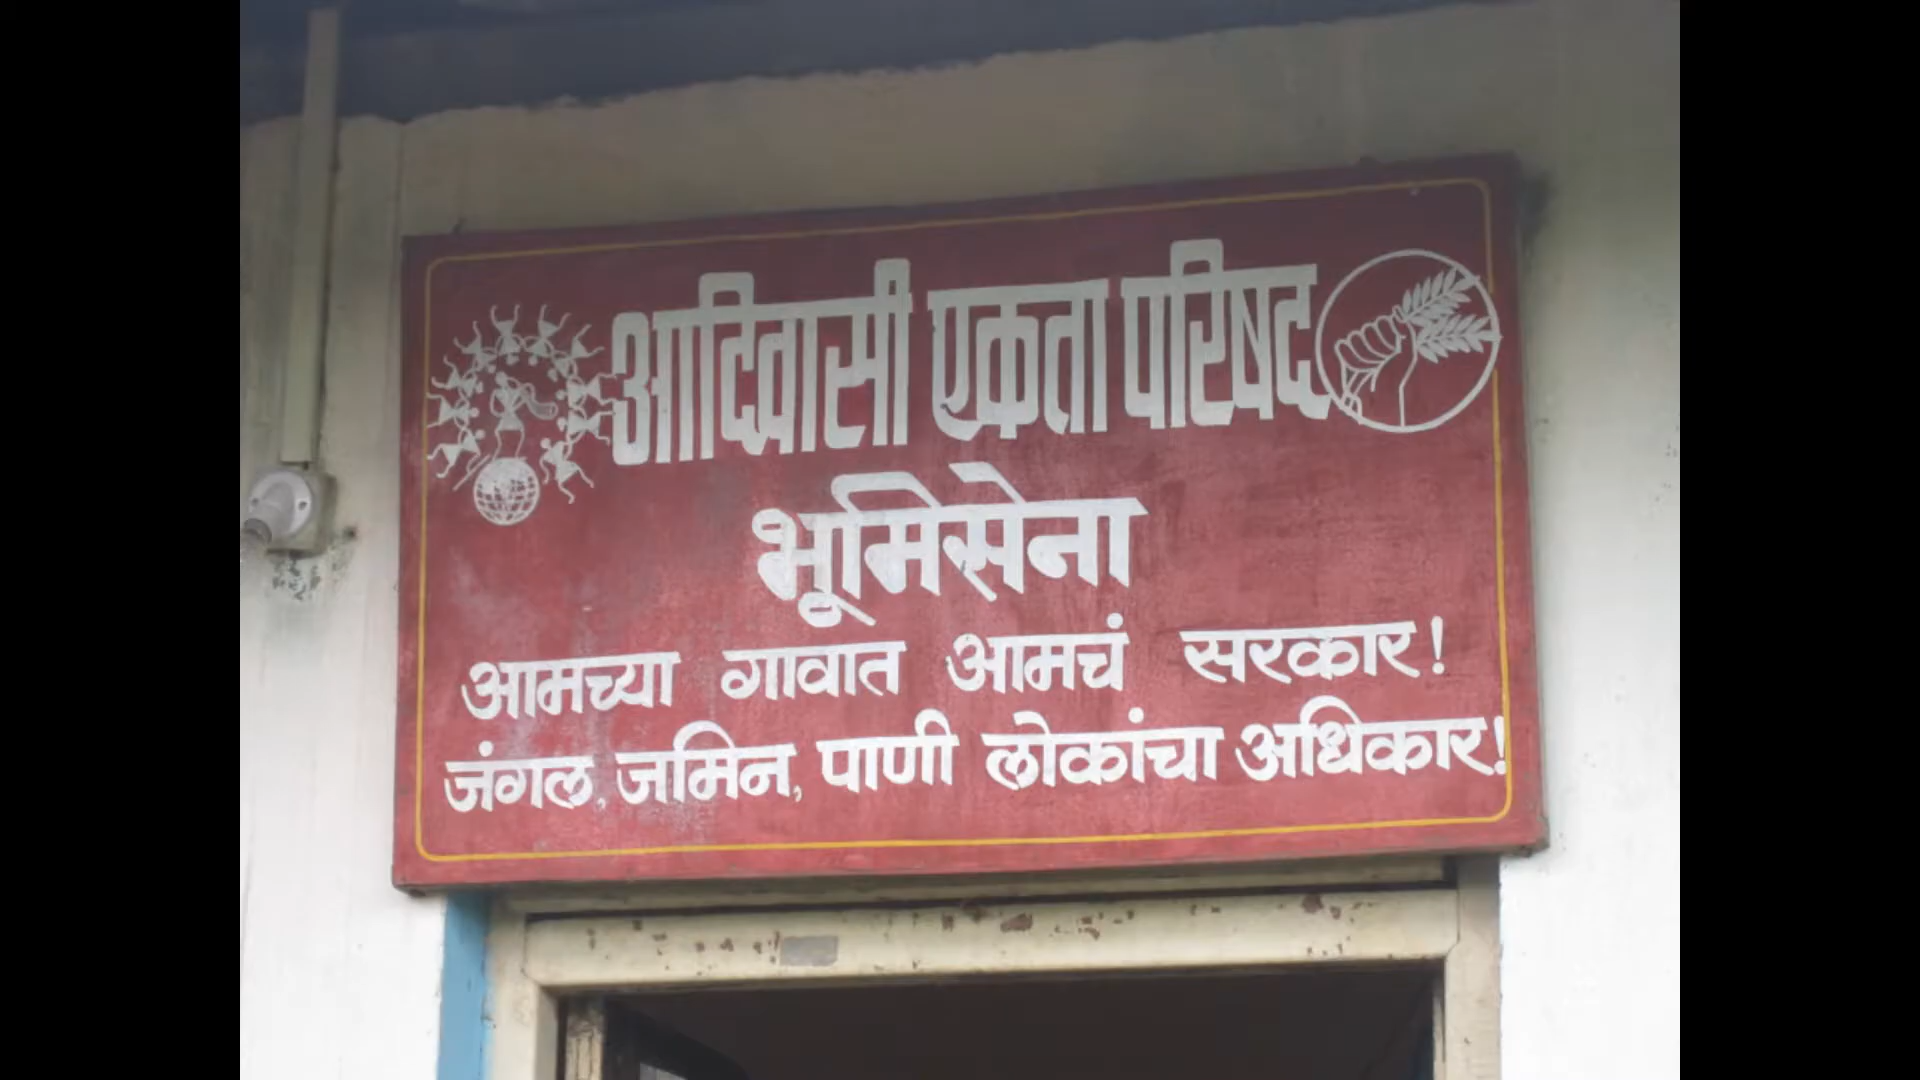 आदिवासी एकता परिषद
भूमिसेना
आमच्या गावात आमचं सरकार!
जंगल, जमिन, पाणी लोकांचा अधिकार!